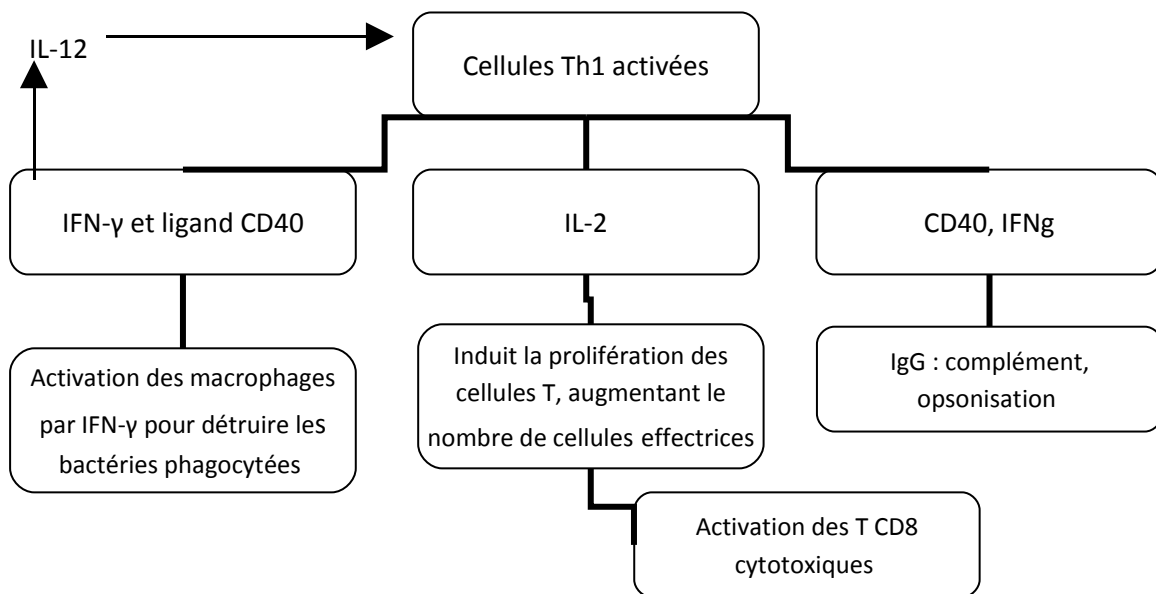 IL-12
Cellules Th1 activées
IFN-γ et ligand CD40
IL-2
CD40, IFNg
Activation des macrophages
par IFN-γ pour détruire les
bactéries phagocytées
Induit la prolifération des
cellules T, augmentant le
nombre de cellules effectrices
IgG : complément,
opsonisation
Activation des T CD8
cytotoxiques